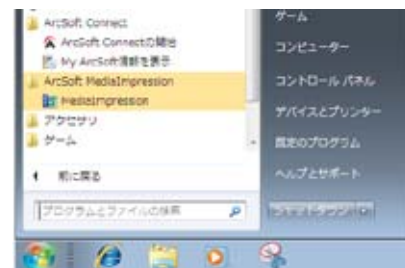 ArcSoft Connect
ArcSoft Connectの開始
My ArcSoft情報を表示
ArcSoft MediaImpression
MediaImpression
アクセサリ
ゲーム
前に戻る
プログラムとファイルの検索
ゲーム
コンピューター
コントロール パネル
デバイスとプリンター
既定のプログラム
ヘルプとサポート
シャットダウン